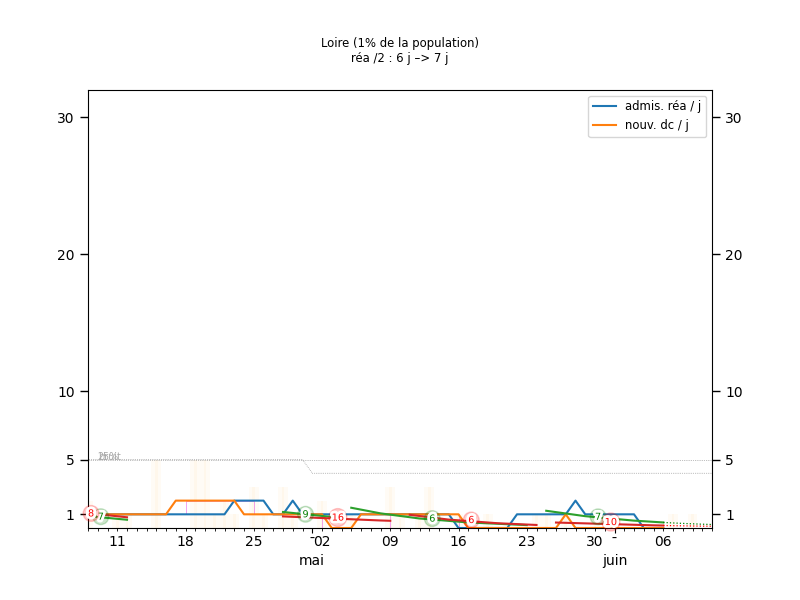 Loire (1% de la population)
réa /2 : 6 j –> 7 j
admis. réa / j
nouv. dc / j
30 30
20 20
10 10
5 5
1 1
8 7 9 16 6 6 7 10
11 18 25 02 09 16 23 30 06
mai juin